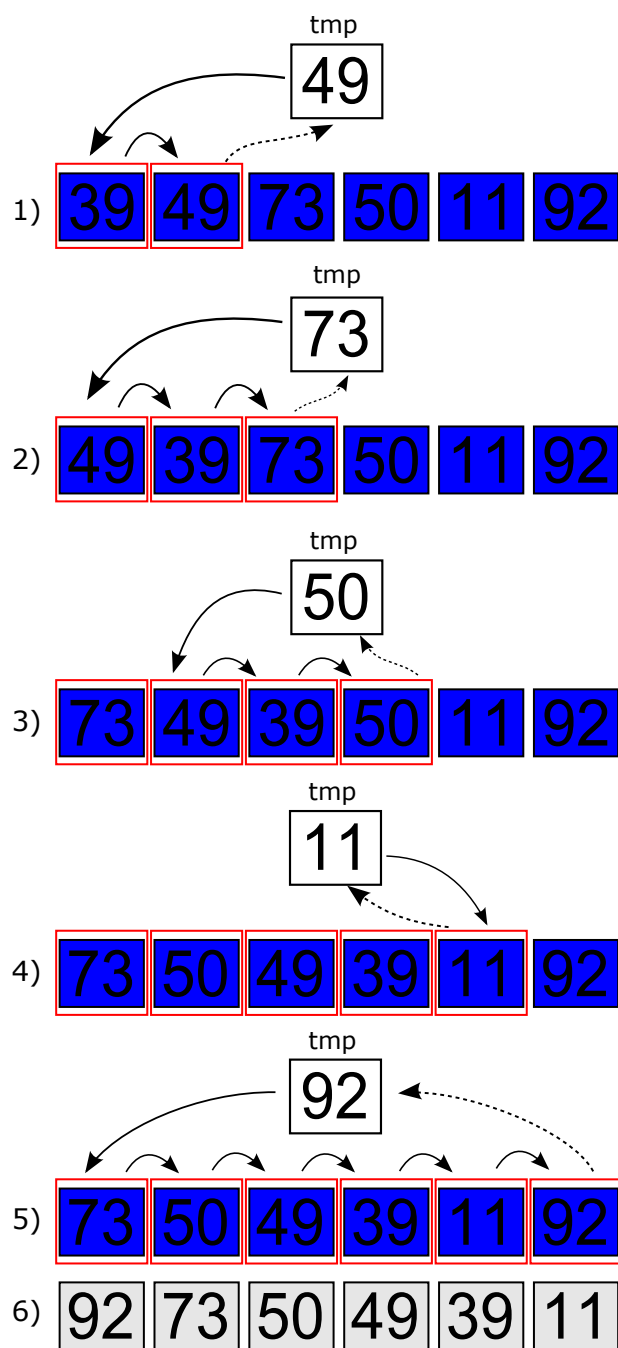 tmp
49
1) 39 49 73 50 11 92
tmp
73
2) 49 39 73 50 11 92
tmp
50
3) 73 49 39 50 11 92
tmp
11
4) 73 50 49 39 11 92
tmp
92
5) 73 50 49 39 11 92
6) 92 73 50 49 39 11